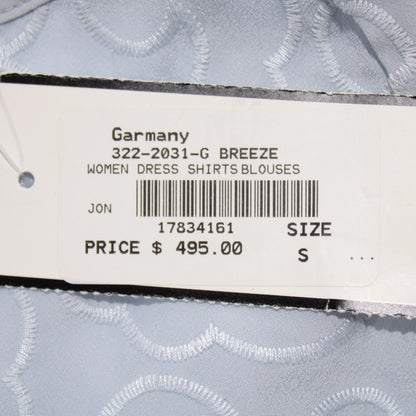 Garmany
322-2031-G BREEZE
WOMEN DRESS SHIRTS BLOUSES
JON
17834161
SIZE
PRICE $ 495.00
S ...